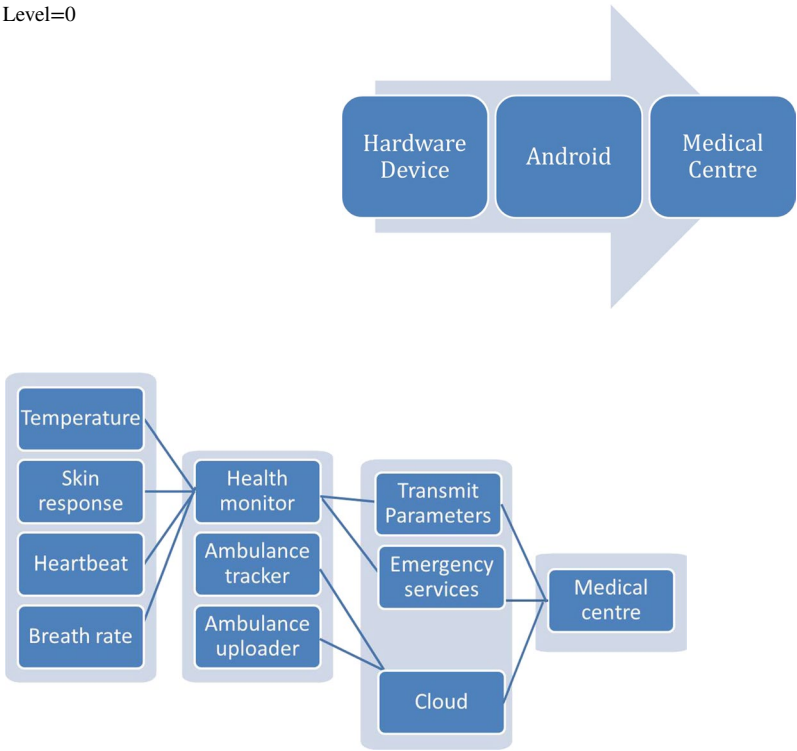 Level=0
Hardware
Device
Android
Medical
Centre
Temperature
Skin
response
Heartbeat
Breath rate
Health
monitor
Ambulance
tracker
Ambulance
uploader
Transmit
Parameters
Emergency
services
Cloud
Medical
centre